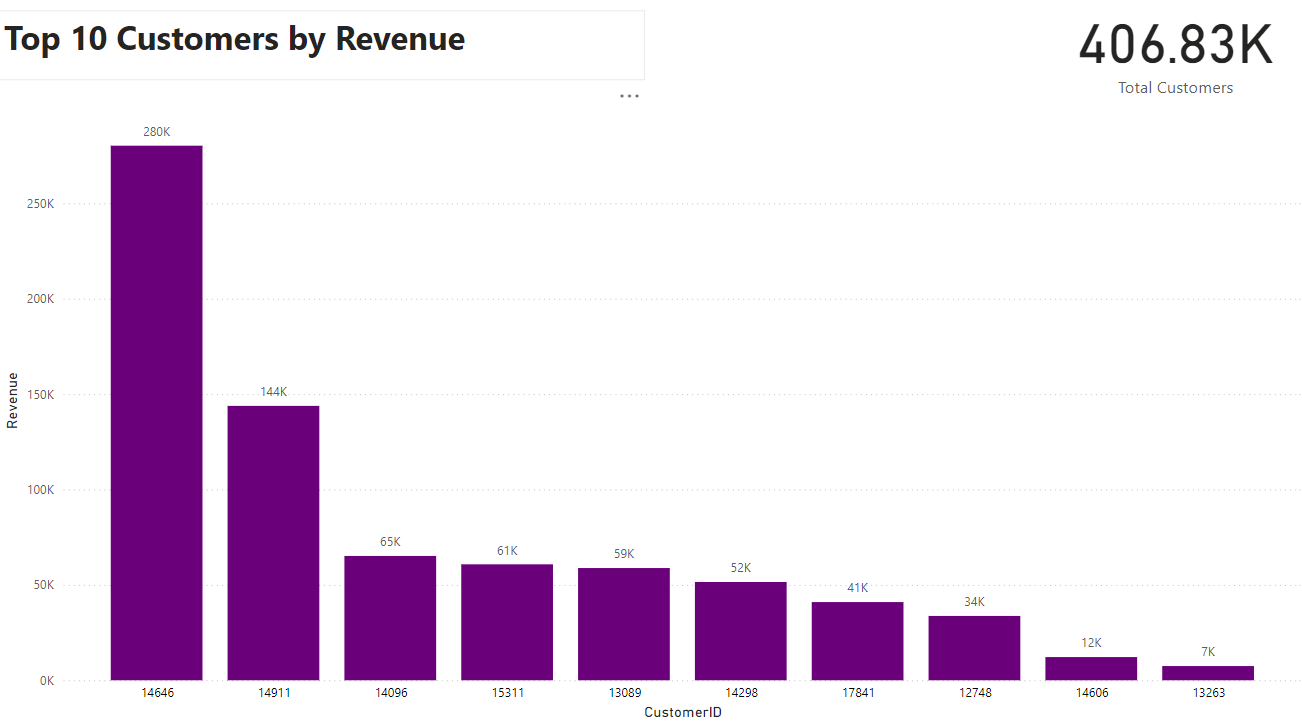 Top 10 Customers by Revenue
406.83K
Total Customers
...
280K
250K
200K
150K
144K
100K
65K
61K
59K
52K
50K
41K
34K
12K
7K
0K
Revenue
14646 14911 14096 15311 13089 14298 17841 12748 14606 13263
CustomerID